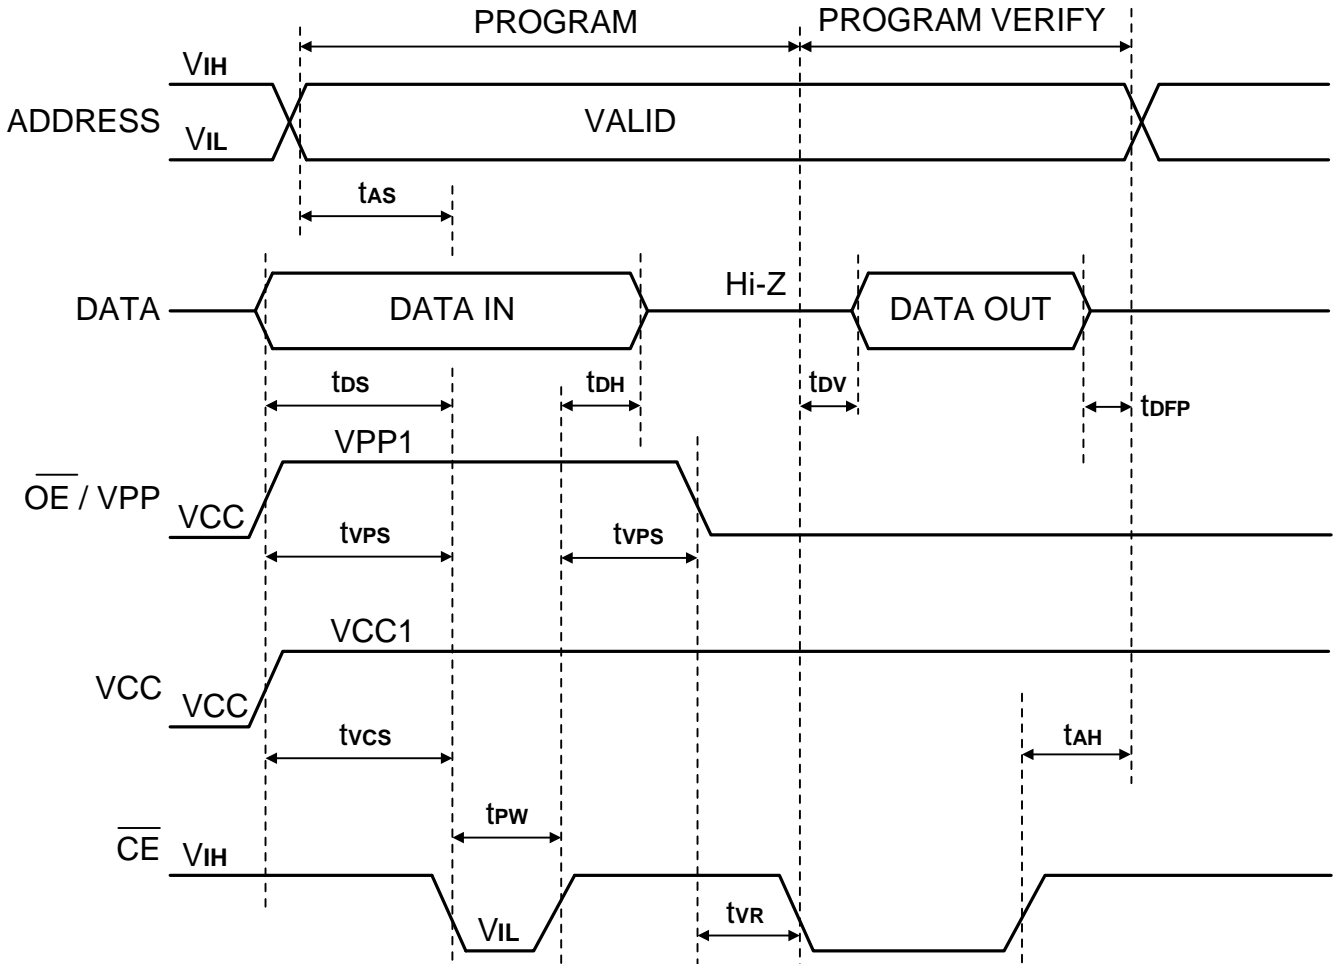 PROGRAM
PROGRAM VERIFY
VIH
ADDRESS
VIL
VALID
tAS
Hi-Z
DATA
DATA IN
DATA OUT
tDS
tDH
tDV
tDFP
VPP1
OE / VPP
VCC
tVPS
tVPS
VCC1
VCC
VCC
tVCS
tAH
tPW
CE
VIH
VIL
tVR